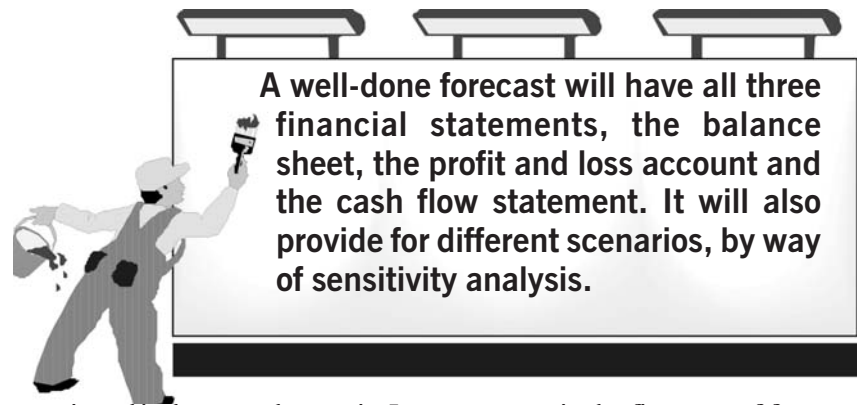 A well-done forecast will have all three
financial statements, the balance
sheet, the profit and loss account and
the cash flow statement. It will also
provide for different scenarios, by way
of sensitivity analysis.